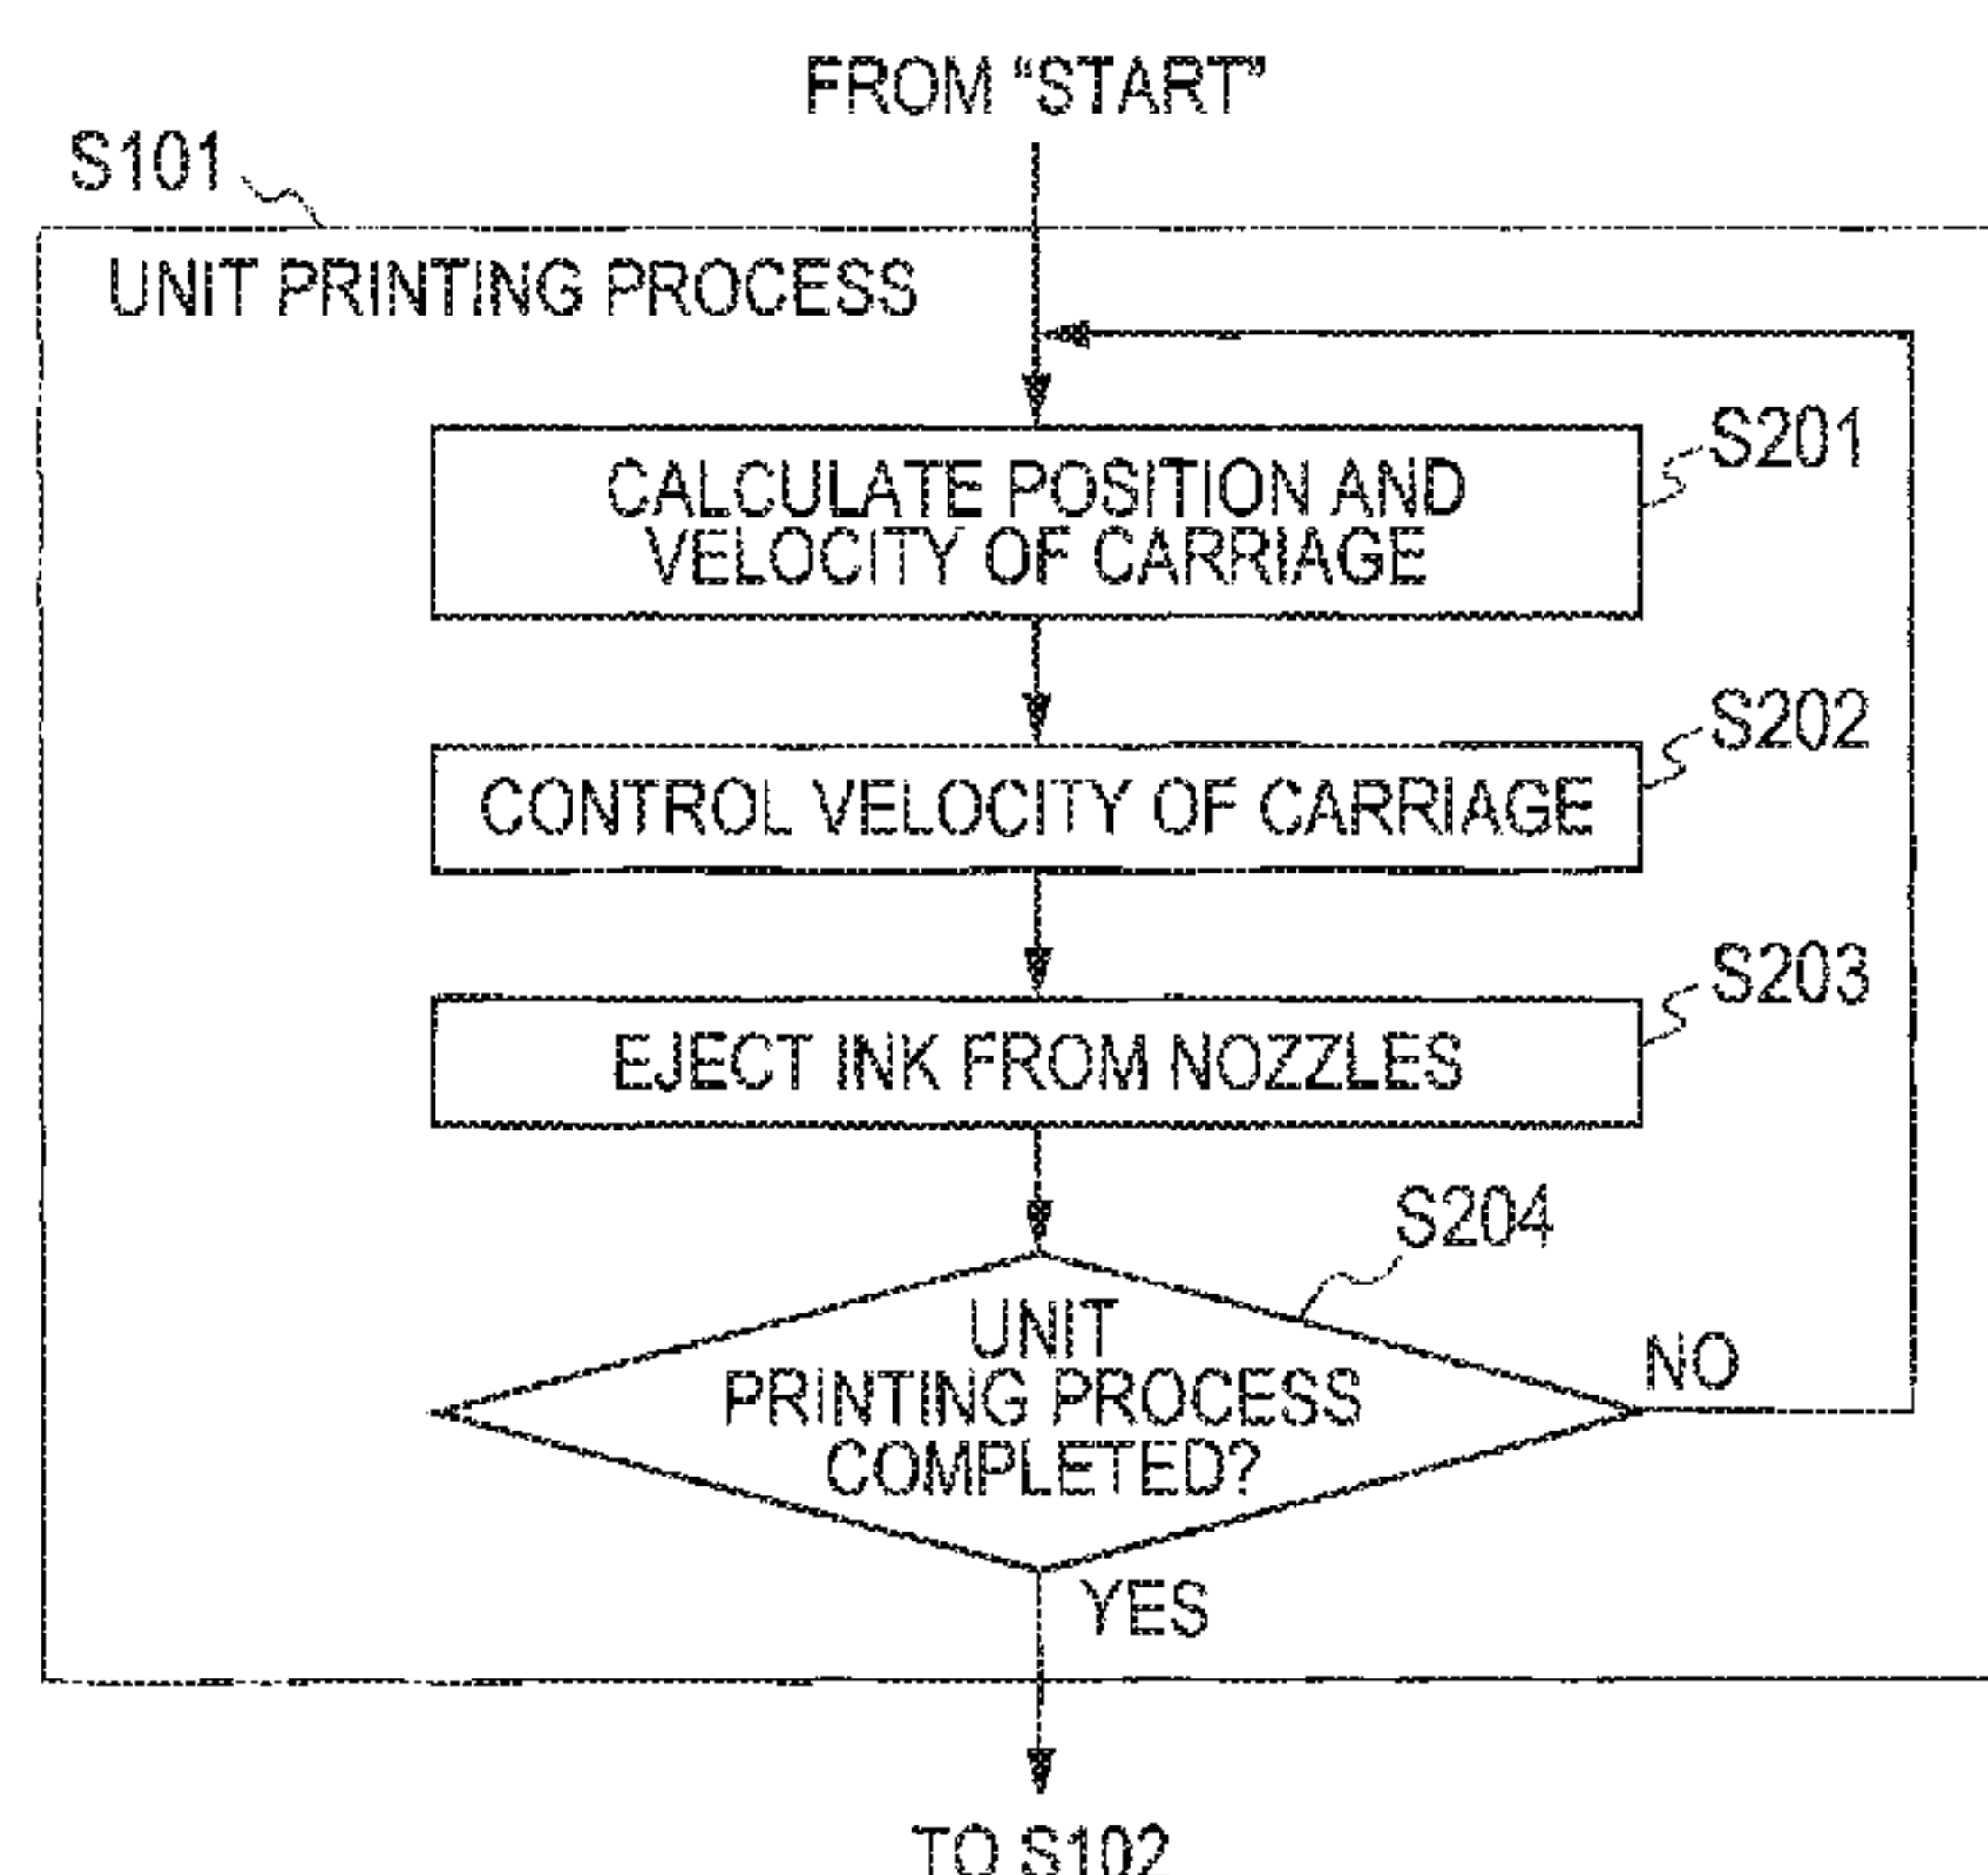 FROM “START”
S101
UNIT PRINTING PROCESS
S201
CALCULATE POSITION AND
VELOCITY OF CARRIAGE
S202
CONTROL VELOCITY OF CARRIAGE
S203
EJECT INK FROM NOZZLES
S204
UNIT
PRINTING PROCESS
COMPLETED?
NO
YES
TO S102